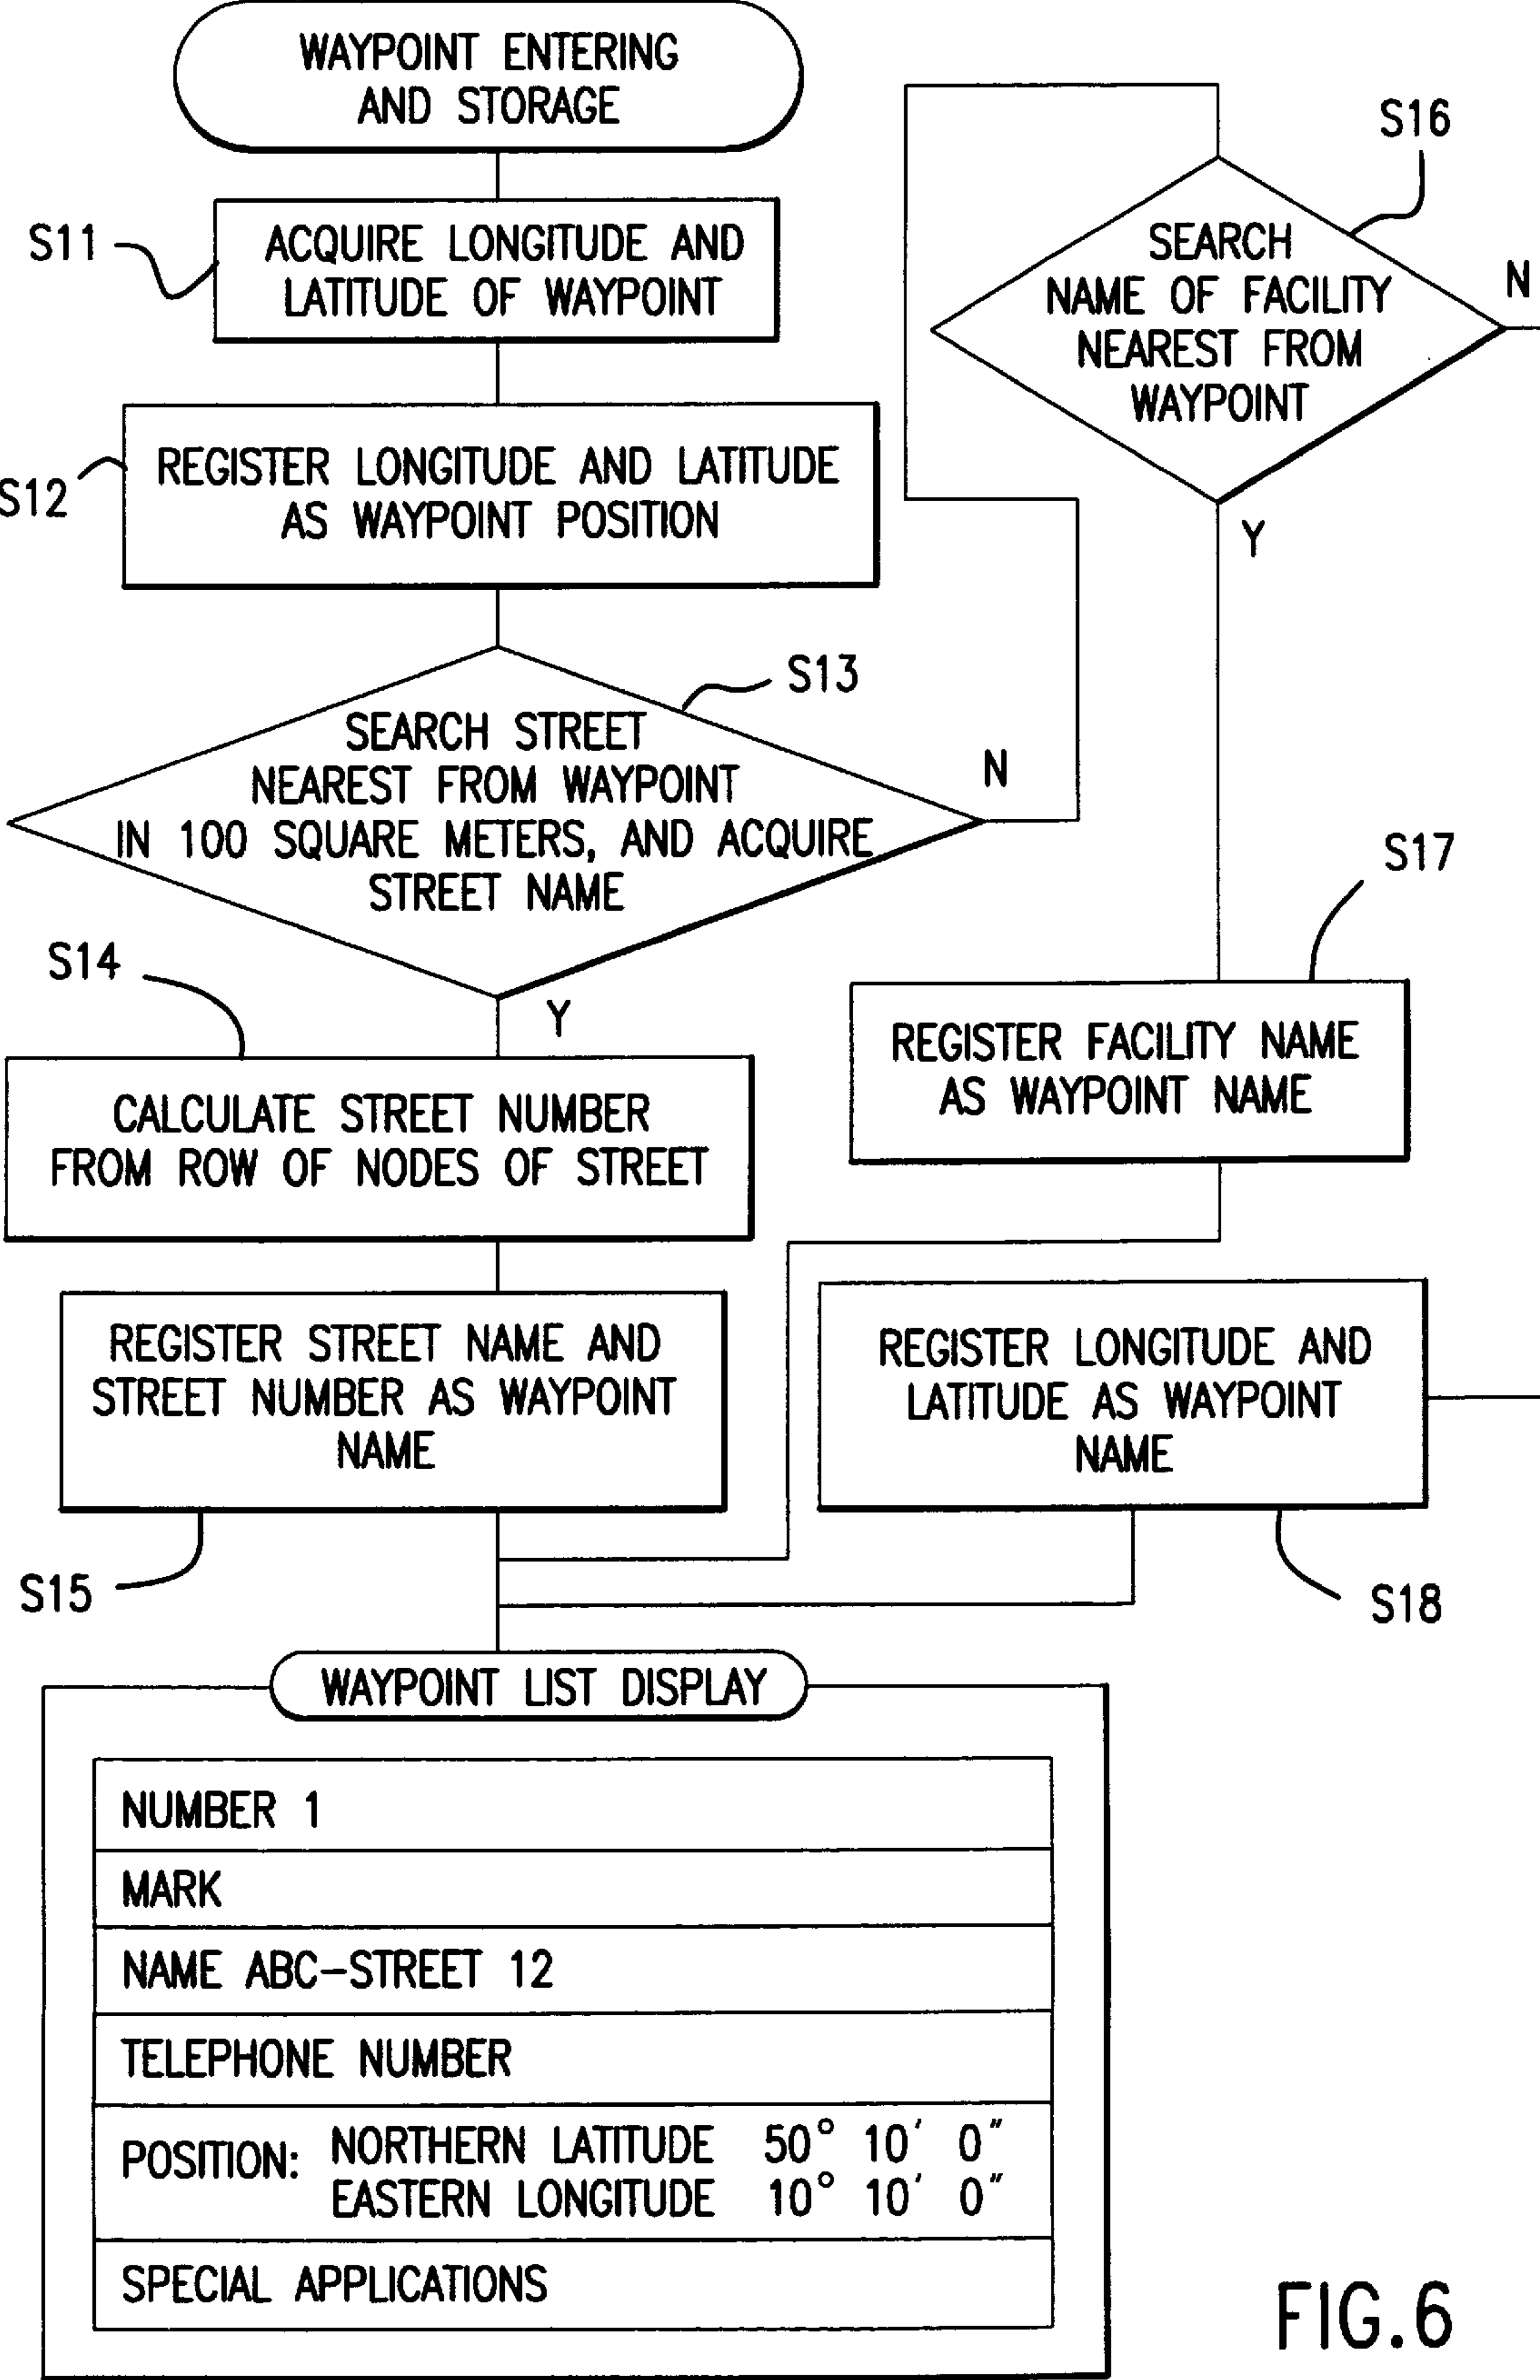 WAYPOINT ENTERING
AND STORAGE
S11
ACQUIRE LONGITUDE AND
LATITUDE OF WAYPOINT
S12
REGISTER LONGITUDE AND LATITUDE
AS WAYPOINT POSITION
S13
SEARCH STREET
NEAREST FROM WAYPOINT
IN 100 SQUARE METERS, AND ACQUIRE
STREET NAME
N
Y
S14
CALCULATE STREET NUMBER
FROM ROW OF NODES OF STREET
REGISTER STREET NAME AND
STREET NUMBER AS WAYPOINT
NAME
S15
S16
SEARCH
NAME OF FACILITY
NEAREST FROM
WAYPOINT
N
Y
S17
REGISTER FACILITY NAME
AS WAYPOINT NAME
REGISTER LONGITUDE AND
LATITUDE AS WAYPOINT
NAME
S18
WAYPOINT LIST DISPLAY
NUMBER 1
MARK
NAME ABC-STREET 12
TELEPHONE NUMBER
POSITION: NORTHERN LATITUDE 50° 10′ 0″
EASTERN LONGITUDE 10° 10′ 0″
SPECIAL APPLICATIONS
FIG.6